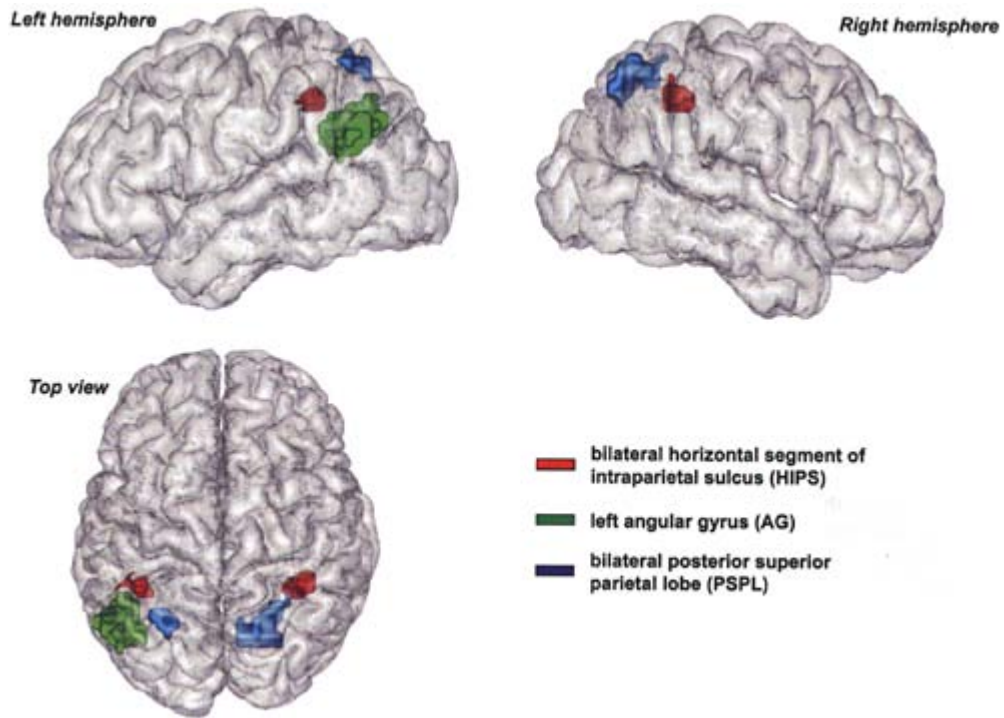 Left hemisphere
Right hemisphere
Top view
bilateral horizontal segment of
intraparietal sulcus (HIPS)
left angular gyrus (AG)
bilateral posterior superior
parietal lobe (PSPL)